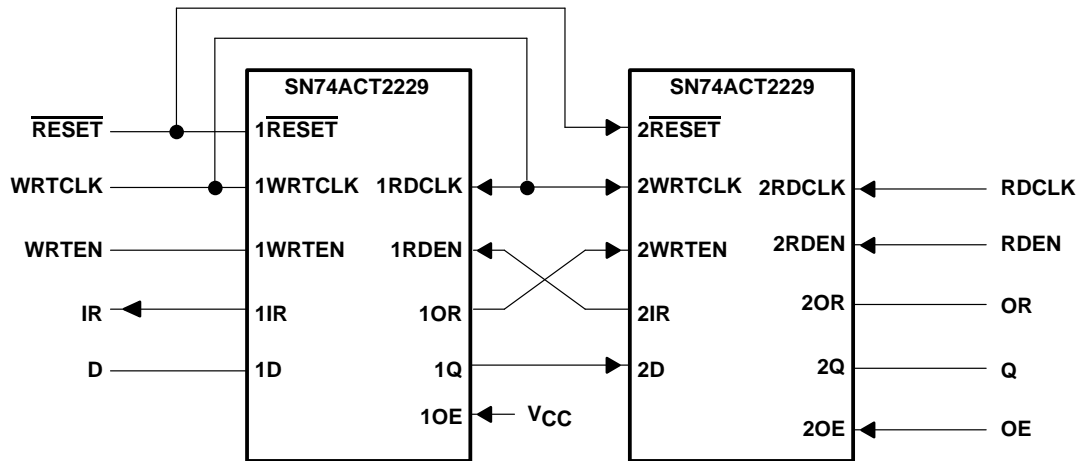 SN74ACT2229 SN74ACT2229
RESET 1RESET 2RESET
WRTCLK 1WRTCLK 1RDCLK 2WRTCLK 2RDCLK RDCLK
WRTEN 1WRTEN 1RDEN 2WRTEN 2RDEN RDEN
IR 1IR 1OR 2IR 2OR OR
D 1D 1Q 2D 2Q Q
1OE VCC 2OE OE